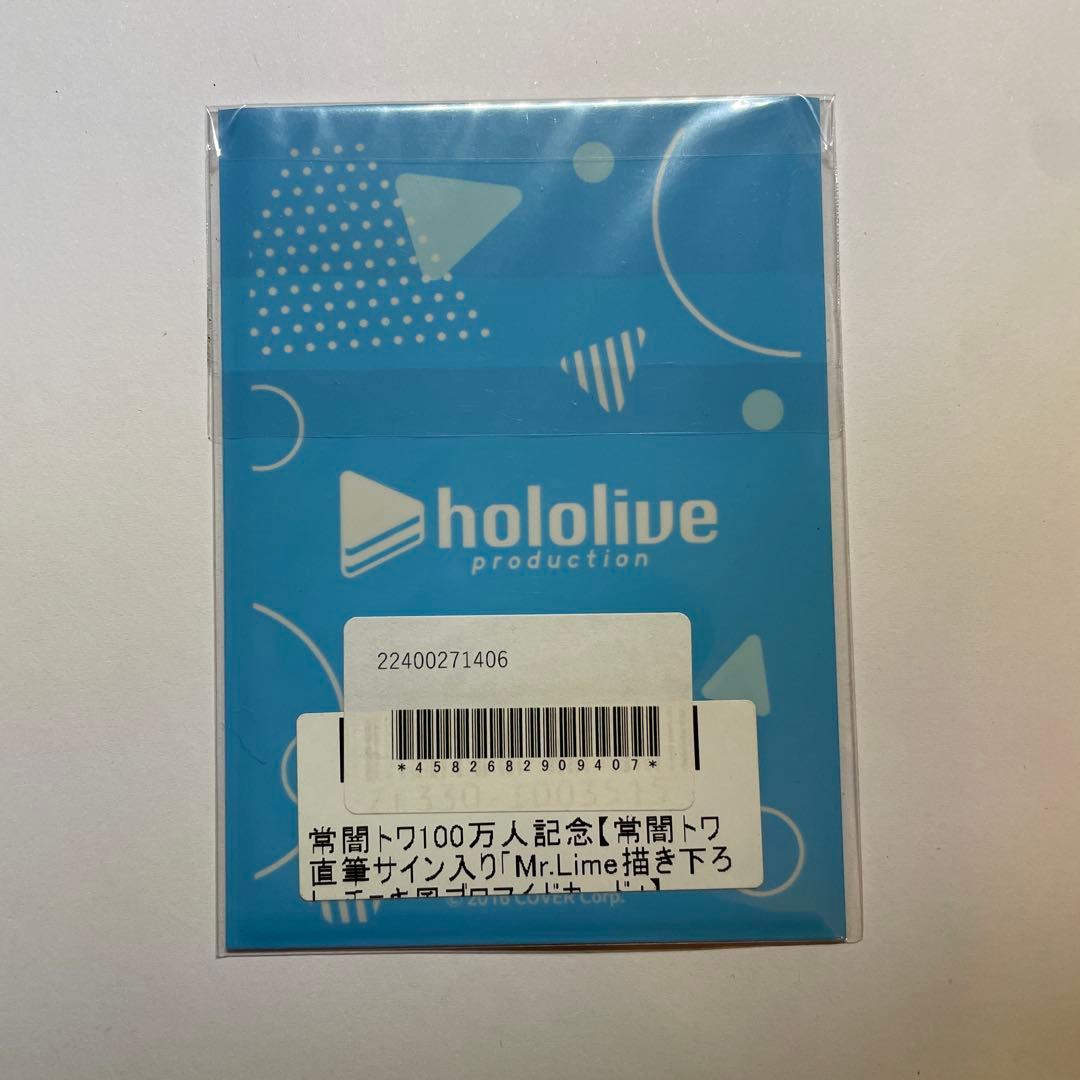 hololive
production
22400271406
*4582682909407*
常闇トワ100万人記念【常闇トワ
直筆サイン入り「Mr.Lime描き下ろ
© 2016 COVER Corp.